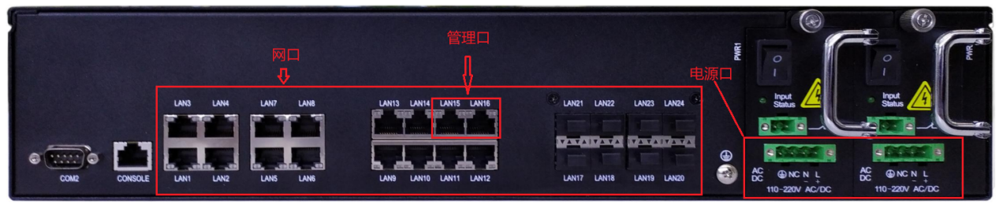 管理口
网口
电源口
PWR1
PWR
O
I
O
I
Input
Status
Input
Status
LAN3 LAN4 LAN7 LAN8 LAN13 LAN14 LAN15 LAN16 LAN21 LAN22 LAN23 LAN24
COM2 CONSOLE LAN1 LAN2 LAN5 LAN6 LAN9 LAN10 LAN11 LAN12 LAN17 LAN18 LAN19 LAN20
AC
DC
NC N L
- +
110-220V AC/DC
AC
DC
NC N L
- +
110-220V AC/DC